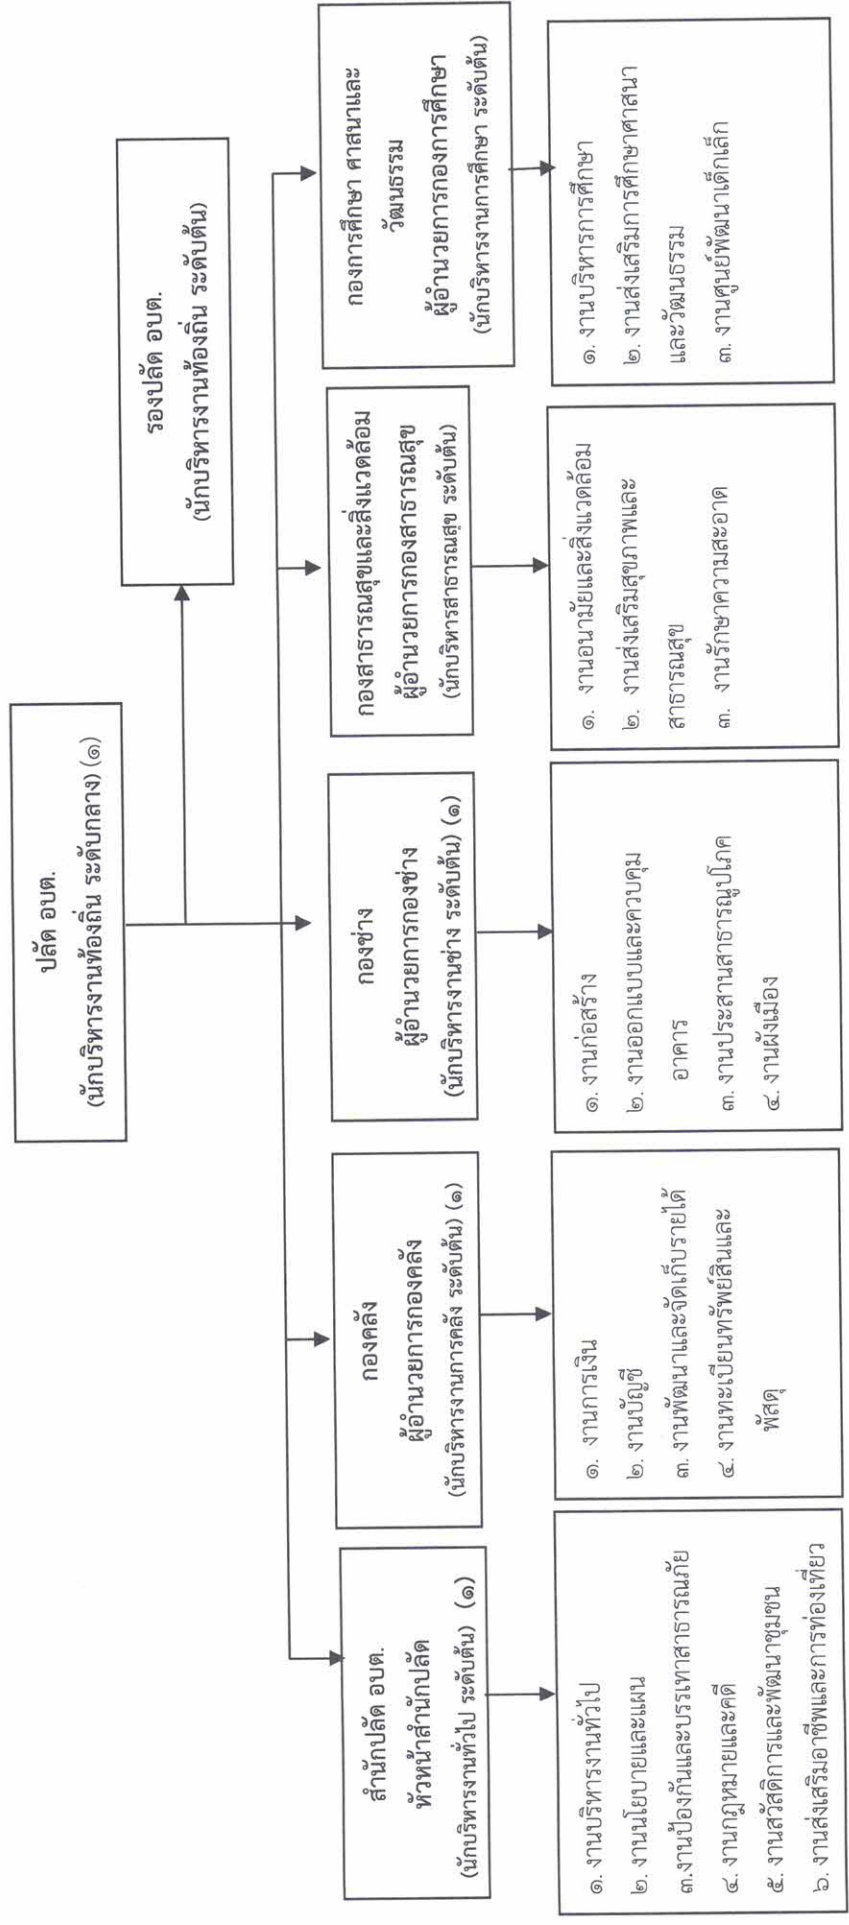 ปลัด อบต.
(นักบริหารงานท้องถิ่น ระดับกลาง) (๑)
รองปลัด อบต.
(นักบริหารงานท้องถิ่น ระดับต้น)
สำนักปลัด อบต.
หัวหน้าสำนักปลัด
(นักบริหารงานทั่วไป ระดับต้น) (๑)
กองคลัง
ผู้อำนวยการกองคลัง
(นักบริหารงานการคลัง ระดับต้น) (๑)
กองช่าง
ผู้อำนวยการกองช่าง
(นักบริหารงานช่าง ระดับต้น) (๑)
กองสาธารณสุขและสิ่งแวดล้อม
ผู้อำนวยการกองสาธารณสุข
(นักบริหารสาธารณสุข ระดับต้น)
กองการศึกษา ศาสนาและ
วัฒนธรรม
ผู้อำนวยการกองการศึกษา
(นักบริหารงานการศึกษา ระดับต้น)
๑. งานบริหารงานทั่วไป
๒. งานนโยบายและแผน
๓.งานป้องกันและบรรเทาสาธารณภัย
๔. งานกฎหมายและคดี
๕. งานสวัสดิการและพัฒนาชุมชน
๖. งานส่งเสริมอาชีพและการท่องเที่ยว
๑. งานการเงิน
๒. งานบัญชี
๓. งานพัฒนาและจัดเก็บรายได้
๔. งานทะเบียนทรัพย์สินและ
พัสดุ
๑. งานก่อสร้าง
๒. งานออกแบบและควบคุม
อาคาร
๓. งานประสานสาธารณูปโภค
๔. งานผังเมือง
๑. งานอนามัยและสิ่งแวดล้อม
๒. งานส่งเสริมสุขภาพและ
สาธารณสุข
๓. งานรักษาความสะอาด
๑. งานบริหารการศึกษา
๒. งานส่งเสริมการศึกษาศาสนา
และวัฒนธรรม
๓. งานศูนย์พัฒนาเด็กเล็ก